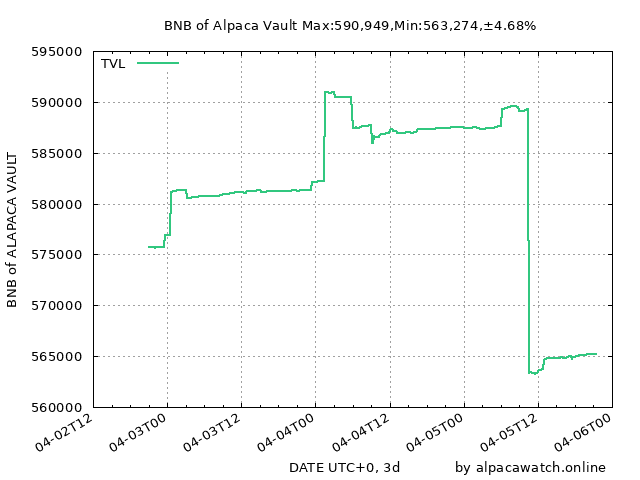 BNB of Alpaca Vault Max:590,949,Min:563,274,±4.68%
TVL
595000
590000
585000
580000
575000
570000
565000
560000
BNB of ALAPACA VAULT
04-02T12
04-03T00
04-03T12
04-04T00
04-04T12
04-05T00
04-05T12
04-06T00
DATE UTC+0, 3d
by alpacawatch.online